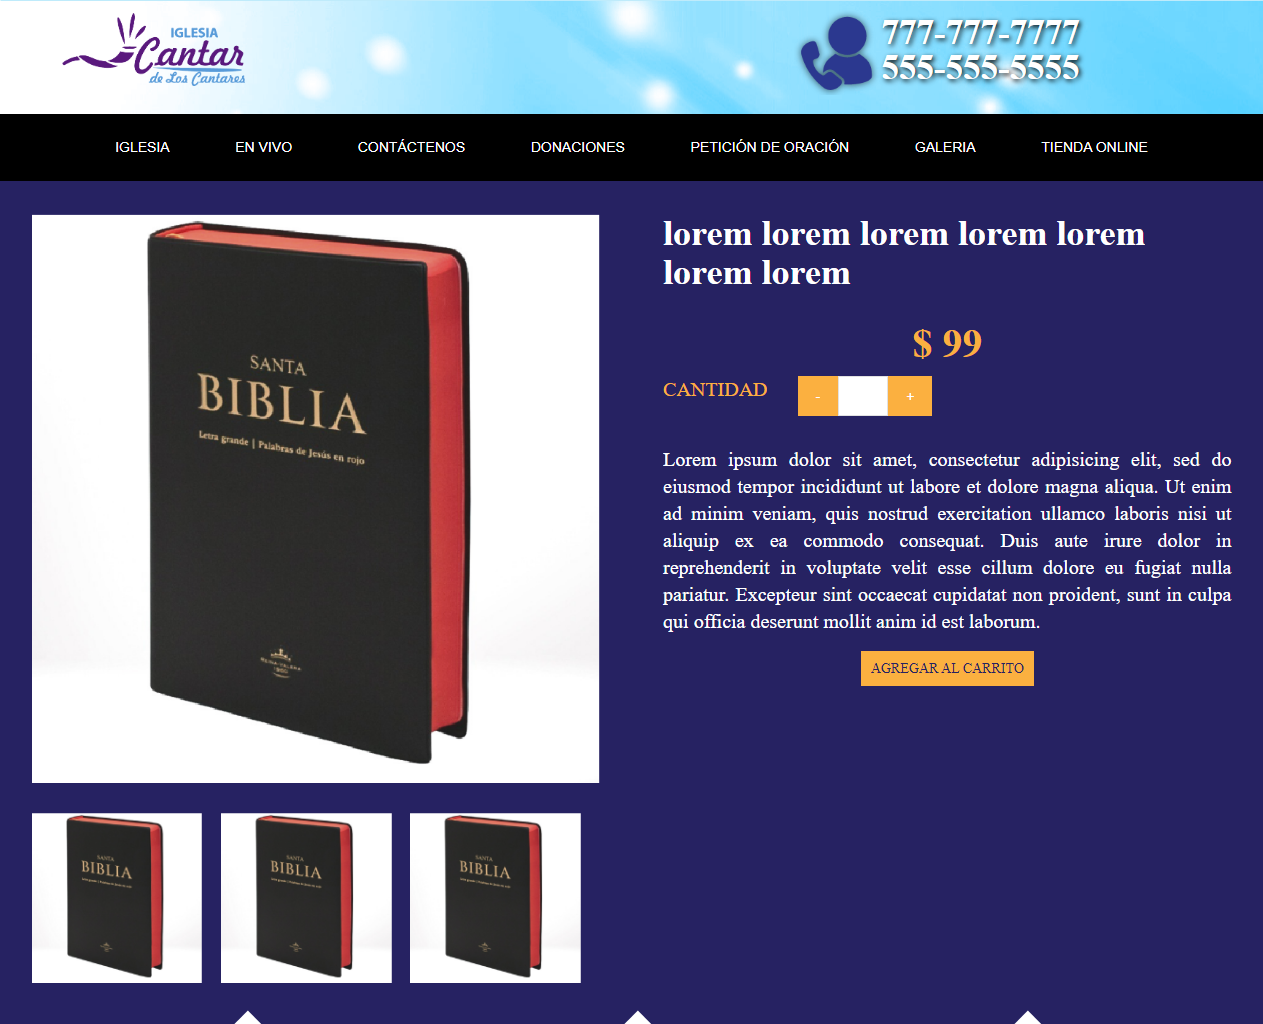 IGLESIA
Cantar
de Los Cantares
777-777-7777
555-555-5555
IGLESIA EN VIVO CONTÁCTENOS DONACIONES PETICIÓN DE ORACIÓN GALERIA TIENDA ONLINE
SANTA
BIBLIA
Letra grande | Palabras de Jesús en rojo
REINA-VALERA
1960
lorem lorem lorem lorem lorem
lorem lorem
$ 99
CANTIDAD - +
Lorem ipsum dolor sit amet, consectetur adipisicing elit, sed do
eiusmod tempor incididunt ut labore et dolore magna aliqua. Ut enim
ad minim veniam, quis nostrud exercitation ullamco laboris nisi ut
aliquip ex ea commodo consequat. Duis aute irure dolor in
reprehenderit in voluptate velit esse cillum dolore eu fugiat nulla
pariatur. Excepteur sint occaecat cupidatat non proident, sunt in culpa
qui officia deserunt mollit anim id est laborum.
AGREGAR AL CARRITO
SANTA
BIBLIA
SANTA
BIBLIA
SANTA
BIBLIA